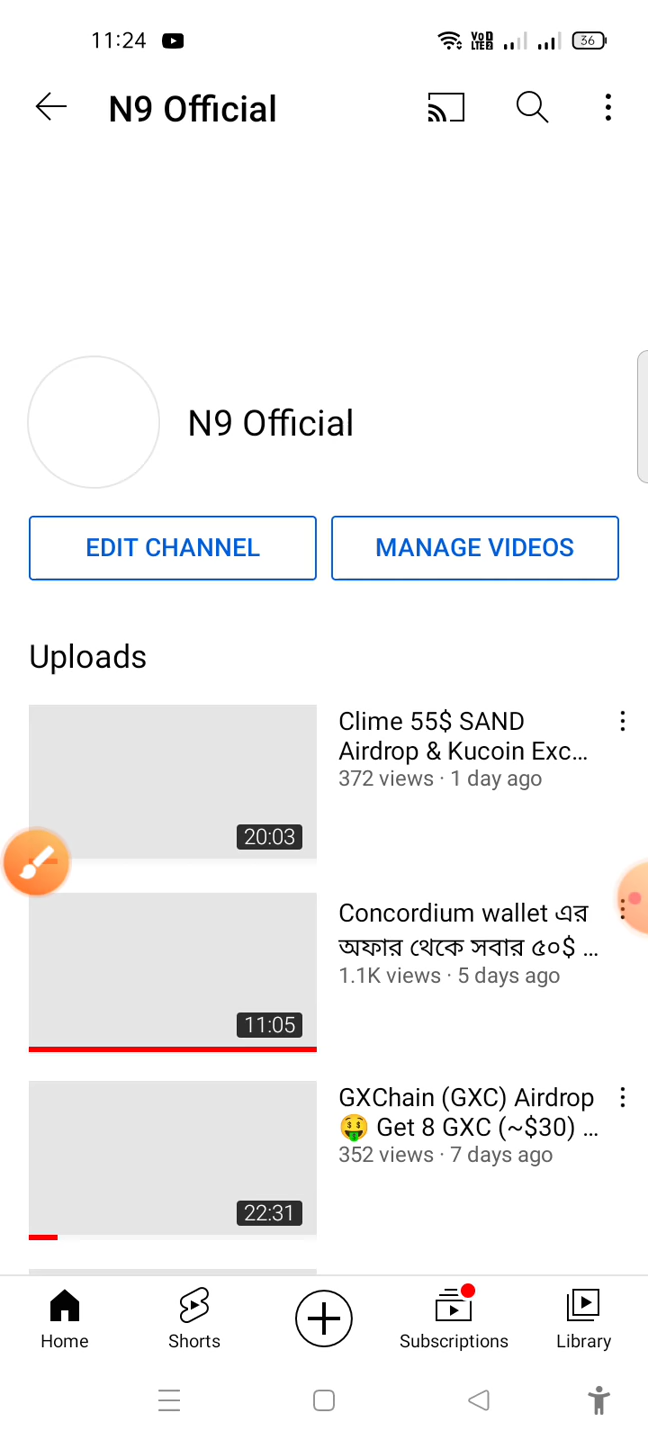 11:24
VoD LTE2 36
N9 Official
N9 Official
EDIT CHANNEL MANAGE VIDEOS
Uploads
Clime 55$ SAND
Airdrop & Kucoin Exc...
372 views · 1 day ago
20:03
Concordium wallet এর
অফার থেকে সবার ৫০$ ...
1.1K views · 5 days ago
11:05
GXChain (GXC) Airdrop
🤑 Get 8 GXC (~$30) ...
352 views · 7 days ago
22:31
Home Shorts Subscriptions Library